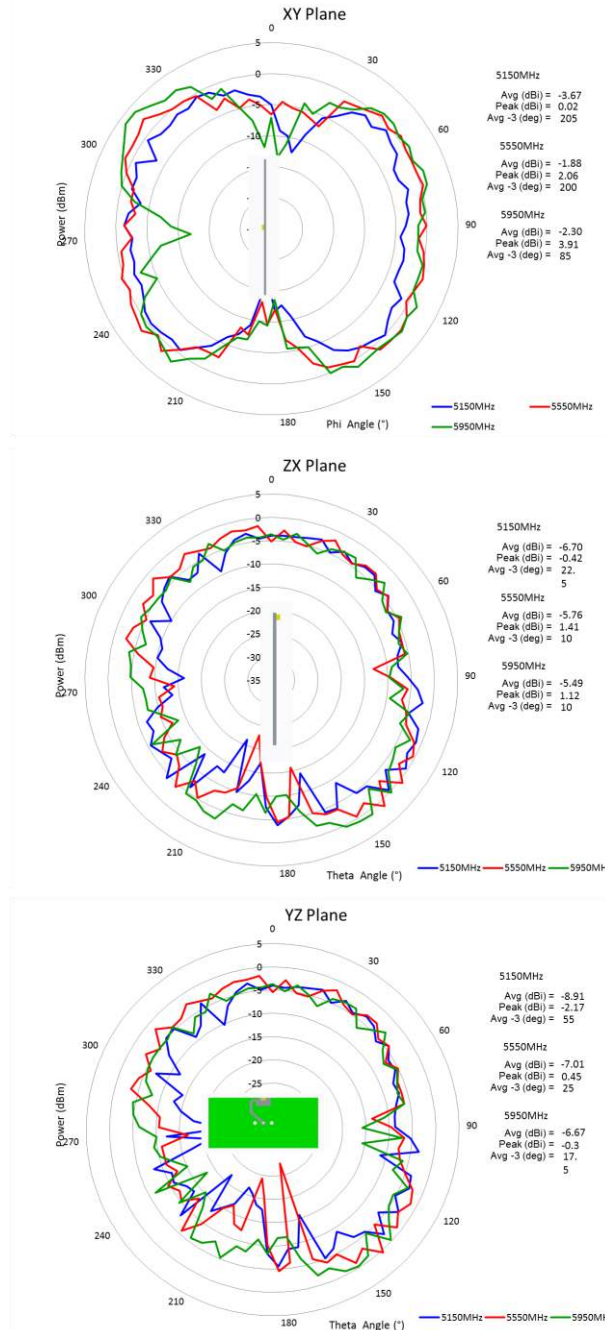 XY Plane
0
30
60
90
120
150
180
210
240
270
300
330
5
0
-5
-10
Power (dBm)
Phi Angle (°)
5150MHz
Avg (dBi) = -3.67
Peak (dBi) = 0.02
Avg -3 (deg) = 205
5550MHz
Avg (dBi) = -1.88
Peak (dBi) = 2.06
Avg -3 (deg) = 200
5950MHz
Avg (dBi) = -2.30
Peak (dBi) = 3.91
Avg -3 (deg) = 85
5150MHz 5550MHz
5950MHz
ZX Plane
0
30
60
90
120
150
180
210
240
270
300
330
5
0
-5
-10
-15
-20
-25
-30
-35
Power (dBm)
Theta Angle (°)
5150MHz
Avg (dBi) = -6.70
Peak (dBi) = -0.42
Avg -3 (deg) = 22.
5
5550MHz
Avg (dBi) = -5.76
Peak (dBi) = 1.41
Avg -3 (deg) = 10
5950MHz
Avg (dBi) = -5.49
Peak (dBi) = 1.12
Avg -3 (deg) = 10
5150MHz 5550MHz 5950MH
YZ Plane
0
30
60
90
120
150
180
210
240
270
300
330
5
0
-5
-10
-15
-20
-25
Power (dBm)
Theta Angle (°)
5150MHz
Avg (dBi) = -8.91
Peak (dBi) = -2.17
Avg -3 (deg) = 55
5550MHz
Avg (dBi) = -7.01
Peak (dBi) = 0.45
Avg -3 (deg) = 25
5950MHz
Avg (dBi) = -6.67
Peak (dBi) = -0.3
Avg -3 (deg) = 17.
5
5150MHz 5550MHz 5950MH